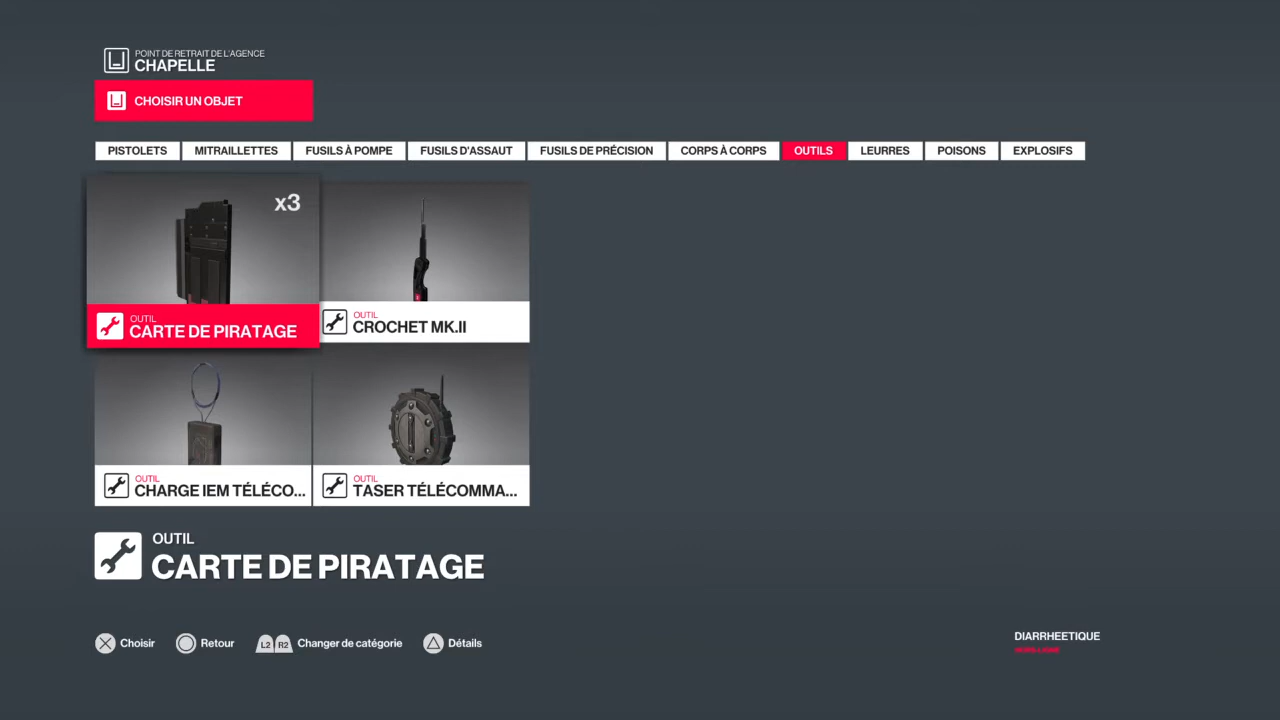 POINT DE RETRAIT DE L'AGENCE
CHAPELLE
CHOISIR UN OBJET
PISTOLETS MITRAILLETTES FUSILS À POMPE FUSILS D'ASSAUT FUSILS DE PRÉCISION CORPS À CORPS OUTILS LEURRES POISONS EXPLOSIFS
x3
OUTIL
CARTE DE PIRATAGE
OUTIL
CROCHET MK.II
OUTIL
CHARGE IEM TÉLÉCO...
OUTIL
TASER TÉLÉCOMMA...
OUTIL
CARTE DE PIRATAGE
Choisir Retour L2 R2 Changer de catégorie Détails
DIARRHEETIQUE
HORS LIGNE